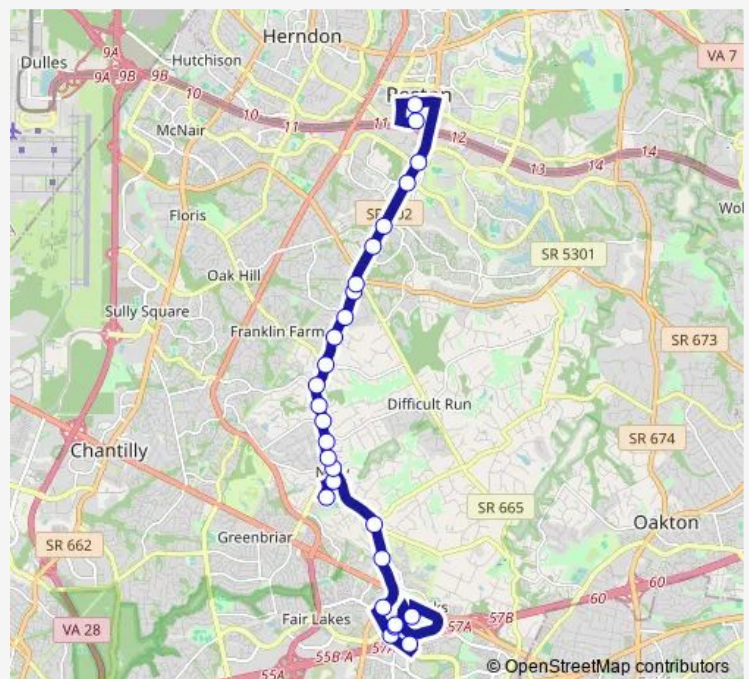 Herndon
VA 7
Dulles
9A
Hutchison
9A 9B 9B
10
10
11
11
12
13
14
14
McNair
Floris
SR 5301
Oak Hill
Sully Square
Franklin Farm
SR 673
Difficult Run
Chantilly
SR 674
SR 665
Oakton
Greenbriar
SR 662
60
60
Fair Lakes
57B
57A
VA 28
55B-A
55A
© OpenStreetMap contributors